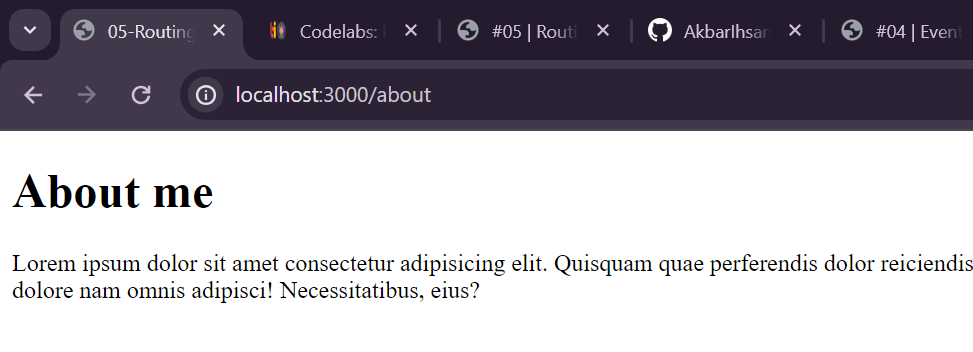 05-Routing
Codelabs:
#05 | Routi
AkbarIhsan
#04 | Event
localhost:3000/about
About me
Lorem ipsum dolor sit amet consectetur adipisicing elit. Quisquam quae perferendis dolor reiciendis
dolore nam omnis adipisci! Necessitatibus, eius?